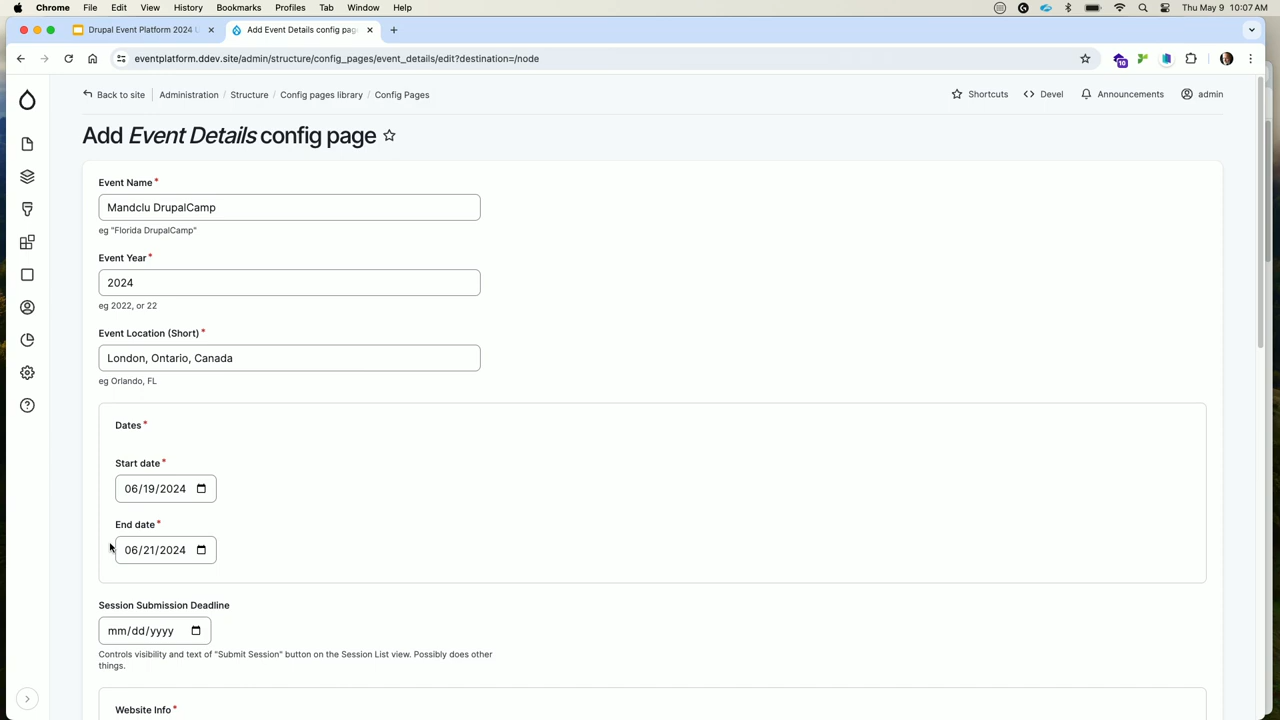 Chrome File Edit View History Bookmarks Profiles Tab Window Help Thu May 9 10:07 AM
Drupal Event Platform 2024 Add Event Details config pag
eventplatform.ddev.site/admin/structure/config_pages/event_details/edit?destination=/node 10
Back to site Administration / Structure / Config pages library / Config Pages Shortcuts Devel Announcements admin
Add Event Details config page
Event Name*
Mandclu DrupalCamp
eg "Florida DrupalCamp"
Event Year*
2024
eg 2022, or 22
Event Location (Short)*
London, Ontario, Canada
eg Orlando, FL
Dates*
Start date*
06/19/2024
End date*
06/21/2024
Session Submission Deadline
mm/dd/yyyy
Controls visibility and text of "Submit Session" button on the Session List view. Possibly does other
things.
Website Info*